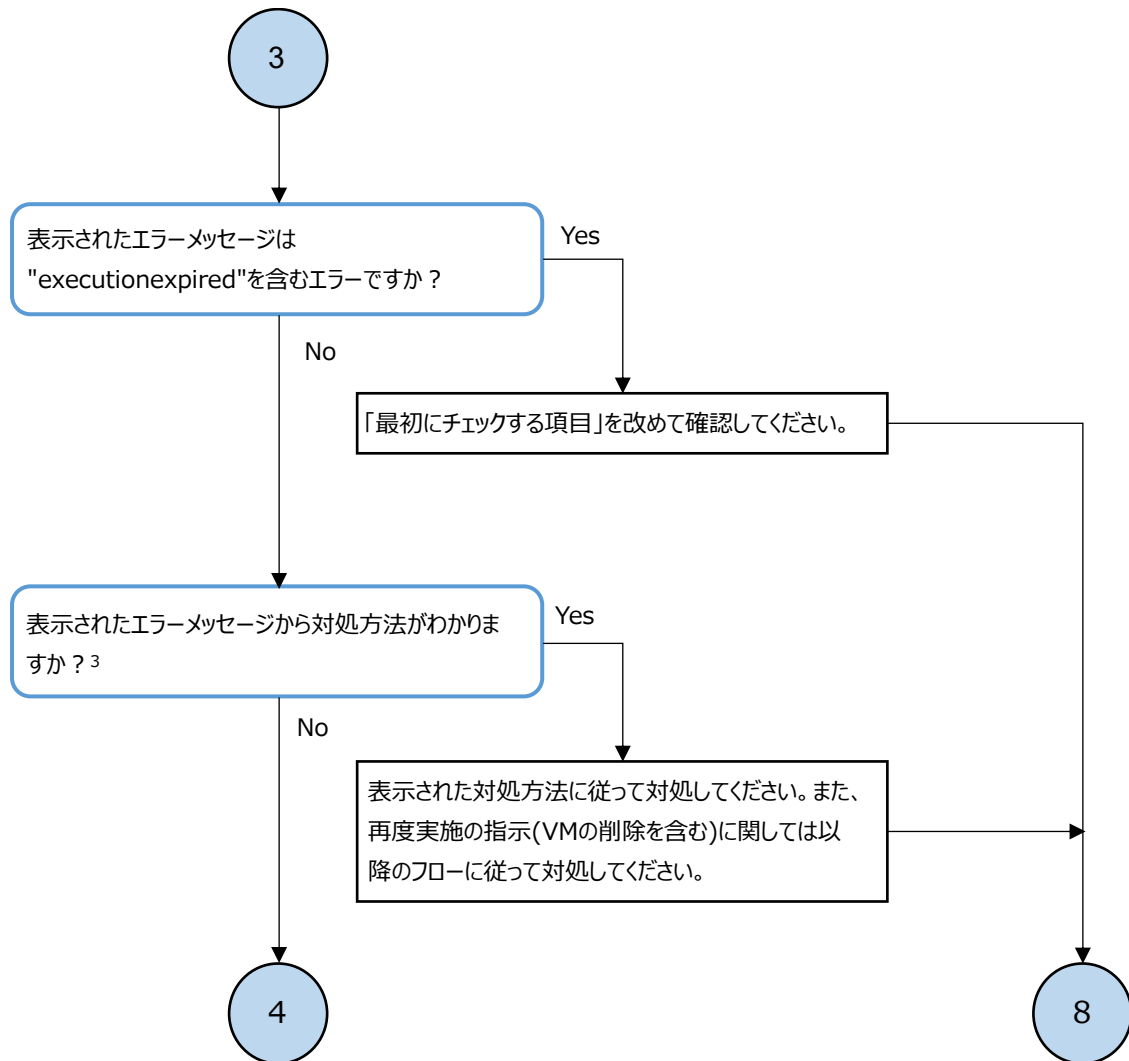 3
表示されたエラーメッセージは
"executionexpired"を含むエラーですか？
Yes
No
「最初にチェックする項目」を改めて確認してください。
表示されたエラーメッセージから対処方法がわかりま
すか？3
Yes
No
表示された対処方法に従って対処してください。また、
再度実施の指示(VMの削除を含む)に関しては以
降のフローに従って対処してください。
4
8